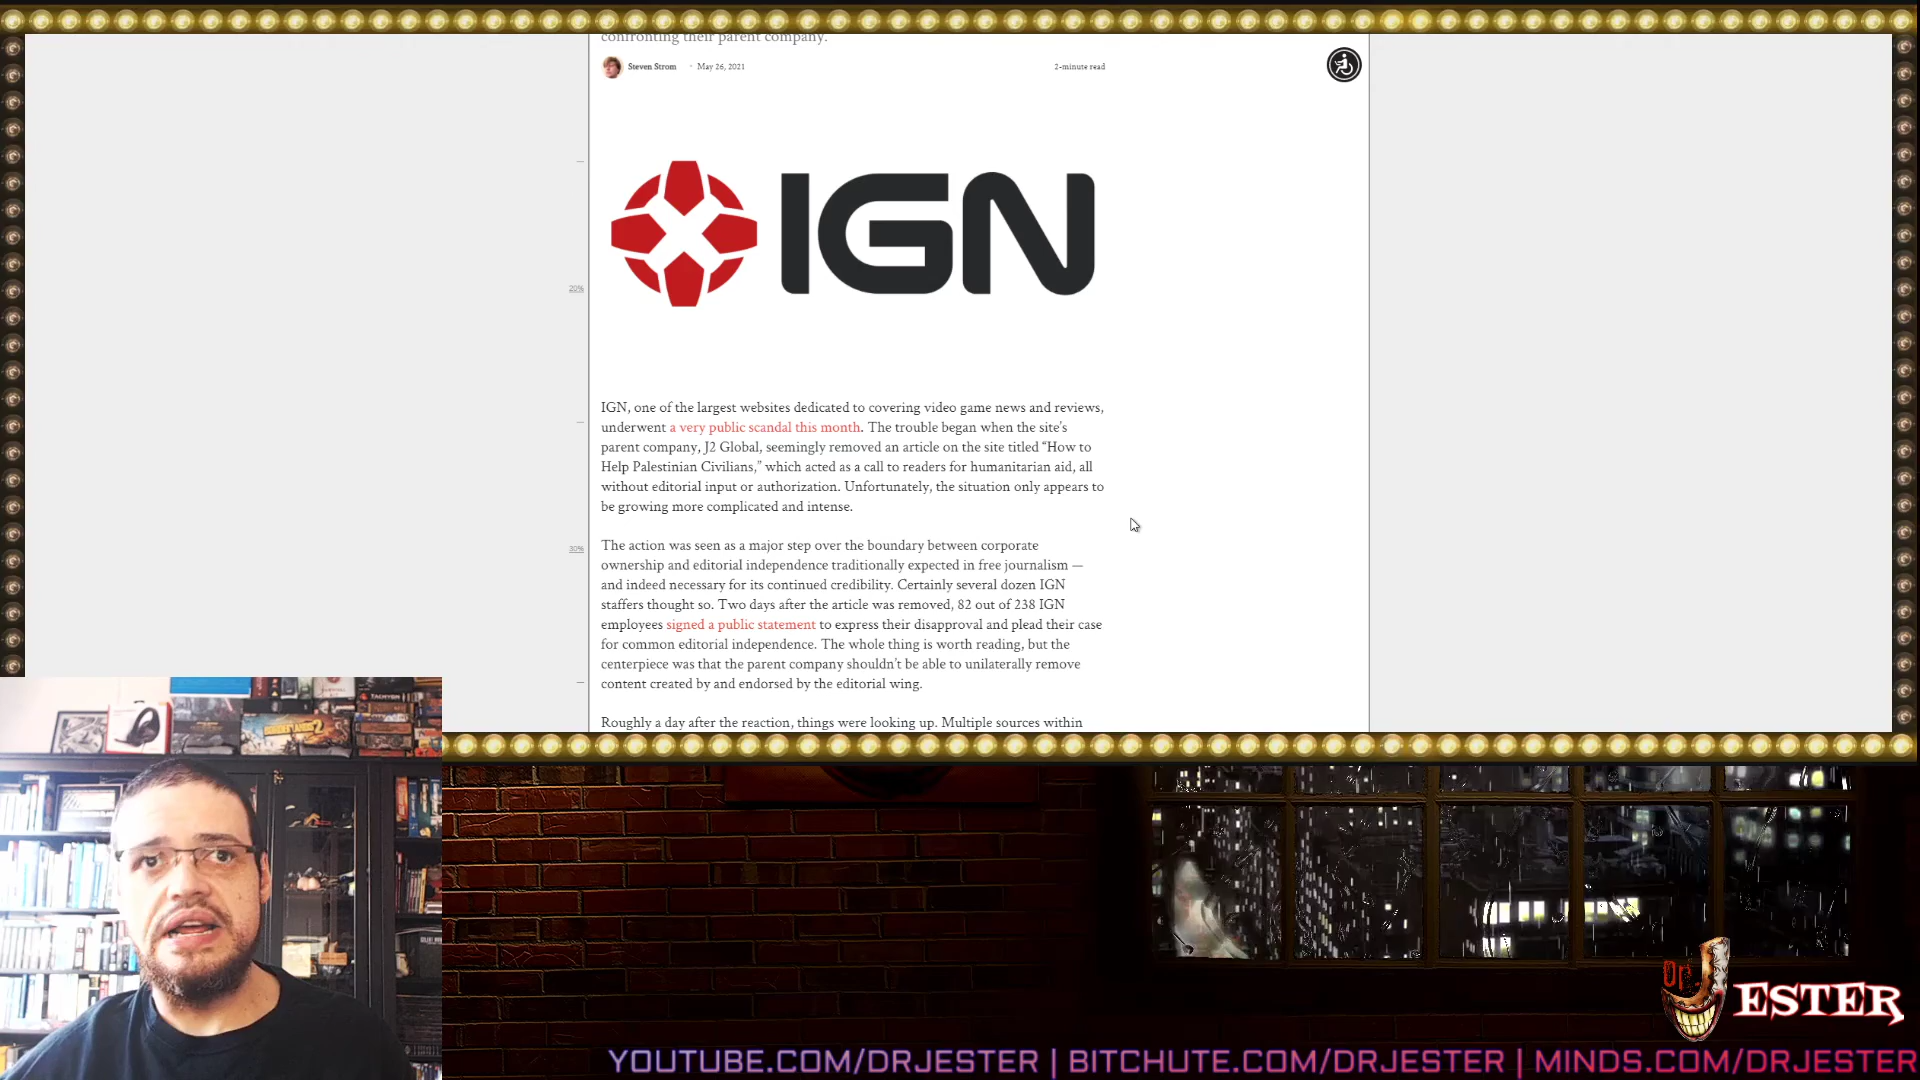 confronting their parent company.
Steven Strom · May 26, 2021 2-minute read
IGN
20%
IGN, one of the largest websites dedicated to covering video game news and reviews,
underwent a very public scandal this month. The trouble began when the site’s
parent company, J2 Global, seemingly removed an article on the site titled “How to
Help Palestinian Civilians,” which acted as a call to readers for humanitarian aid, all
without editorial input or authorization. Unfortunately, the situation only appears to
be growing more complicated and intense.
The action was seen as a major step over the boundary between corporate
30%
ownership and editorial independence traditionally expected in free journalism —
and indeed necessary for its continued credibility. Certainly several dozen IGN
staffers thought so. Two days after the article was removed, 82 out of 238 IGN
employees signed a public statement to express their disapproval and plead their case
for common editorial independence. The whole thing is worth reading, but the
centerpiece was that the parent company shouldn’t be able to unilaterally remove
content created by and endorsed by the editorial wing.
Roughly a day after the reaction, things were looking up. Multiple sources within
TACHYON
BORDERLANDS 2
Dr. JESTER
YOUTUBE.COM/DRJESTER | BITCHUTE.COM/DRJESTER | MINDS.COM/DRJESTER